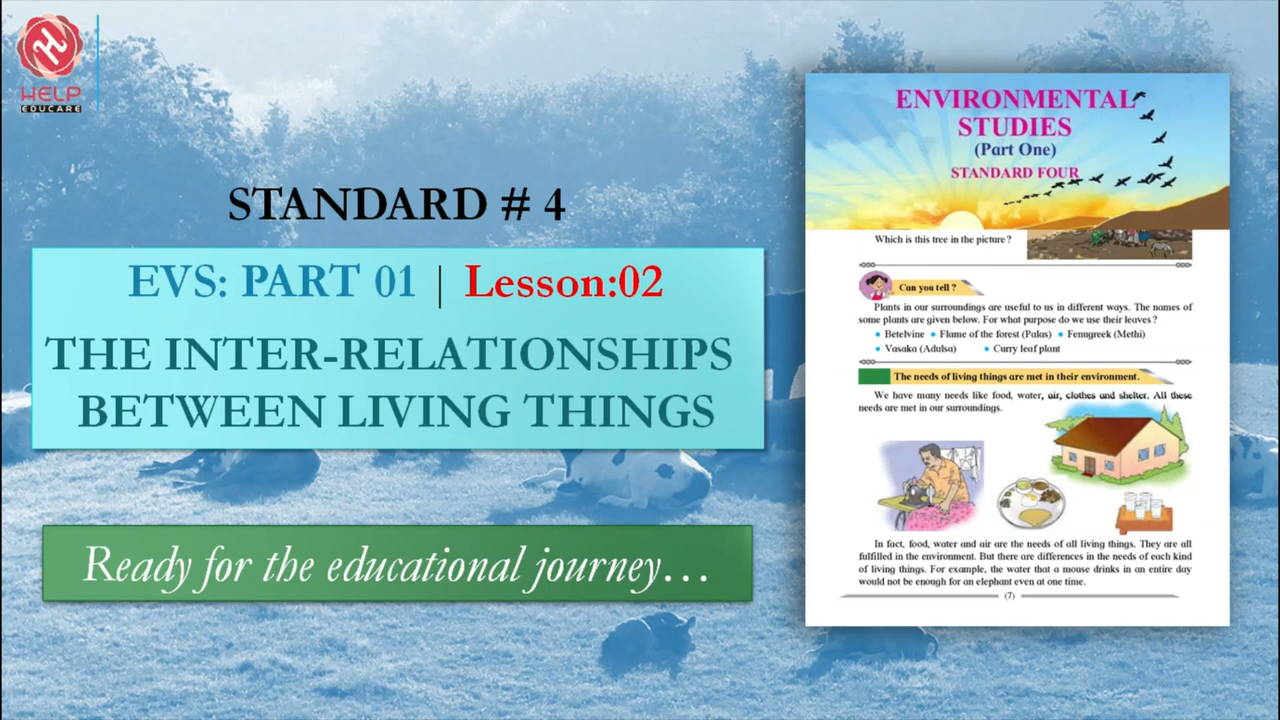 HELP
EDUCARE
STANDARD # 4
EVS: PART 01 | Lesson:02
THE INTER-RELATIONSHIPS
BETWEEN LIVING THINGS
Ready for the educational journey…
ENVIRONMENTAL
STUDIES
(Part One)
STANDARD FOUR
Which is this tree in the picture ?
Can you tell ?
Plants in our surroundings are useful to us in different ways. The names of
some plants are given below. For what purpose do we use their leaves ?
• Betelvine • Flame of the forest (Palas) • Fenugreek (Methi)
• Vasaka (Adulsa) • Curry leaf plant
The needs of living things are met in their environment.
We have many needs like food, water, air, clothes and shelter. All these
needs are met in our surroundings.
In fact, food, water and air are the needs of all living things. They are all
fulfilled in the environment. But there are differences in the needs of each kind
of living things. For example, the water that a mouse drinks in an entire day
would not be enough for an elephant even at one time.
(7)